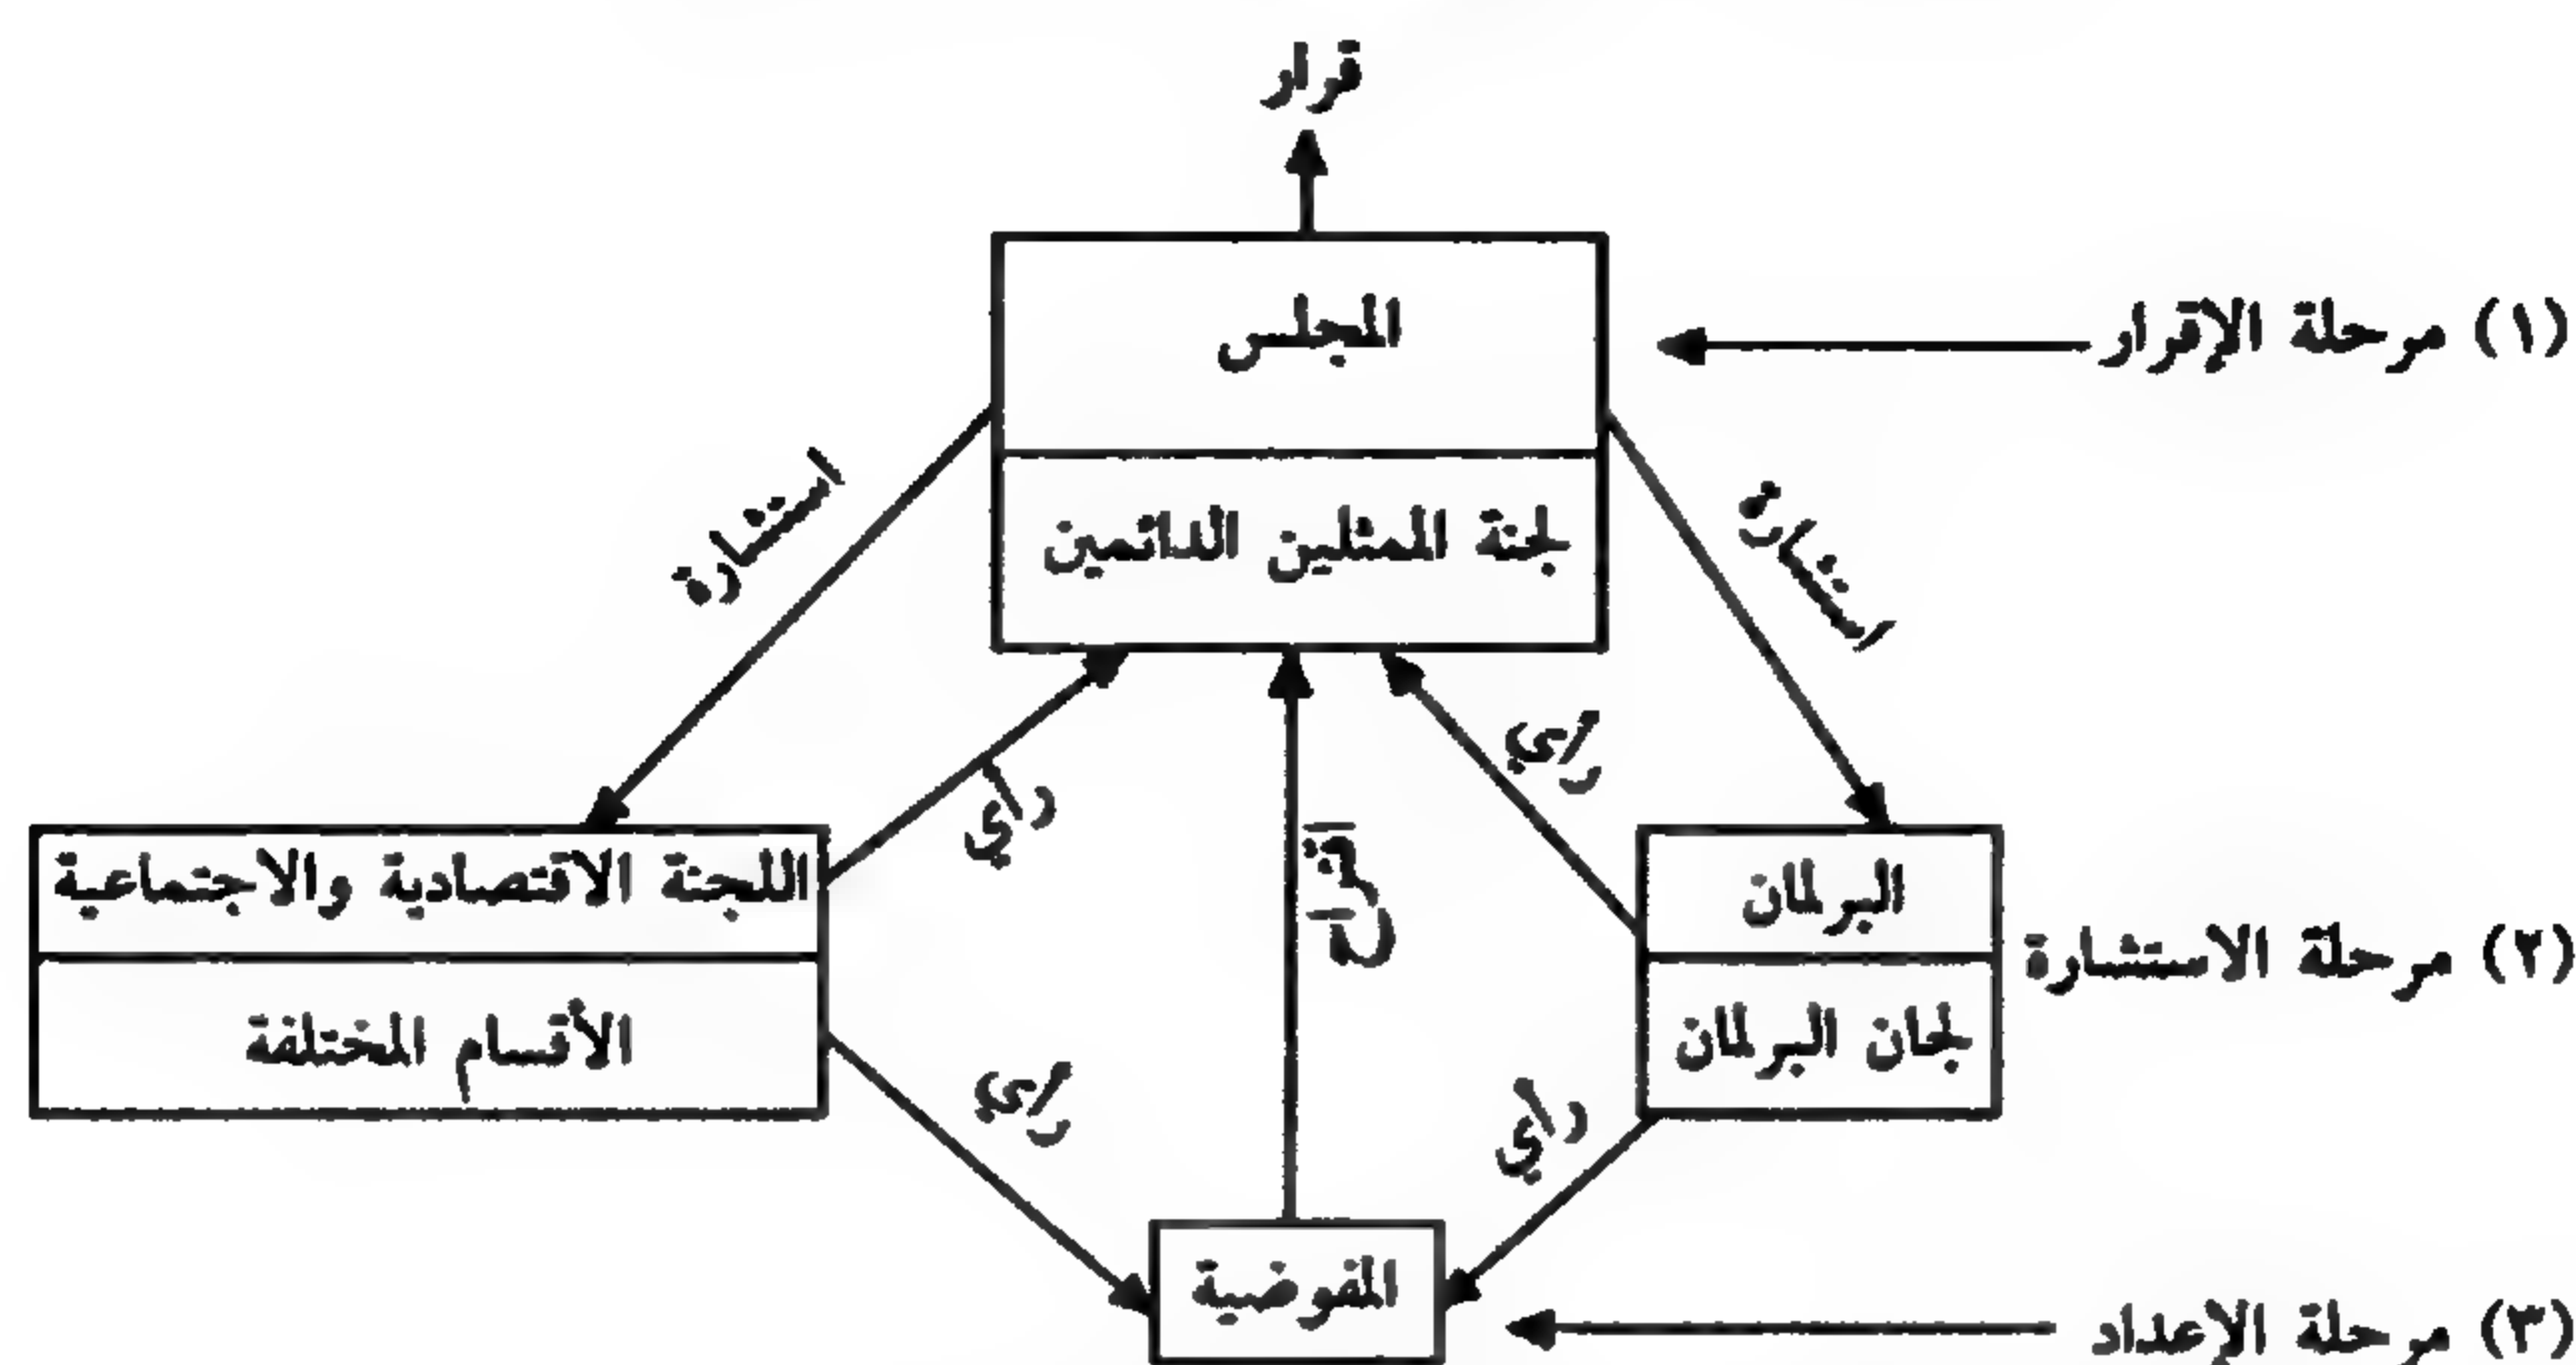 قرار
(١) مرحلة الإقرار
المجلس
لجنة الممثلين الدائمين
استشارة
استشارة
رأي
رأي
(٢) مرحلة الاستشارة
البرلمان
لجان البرلمان
اللجنة الاقتصادية والاجتماعية
الأقسام المختلفة
رأي
رأي
(٣) مرحلة الإعداد
المفوضية